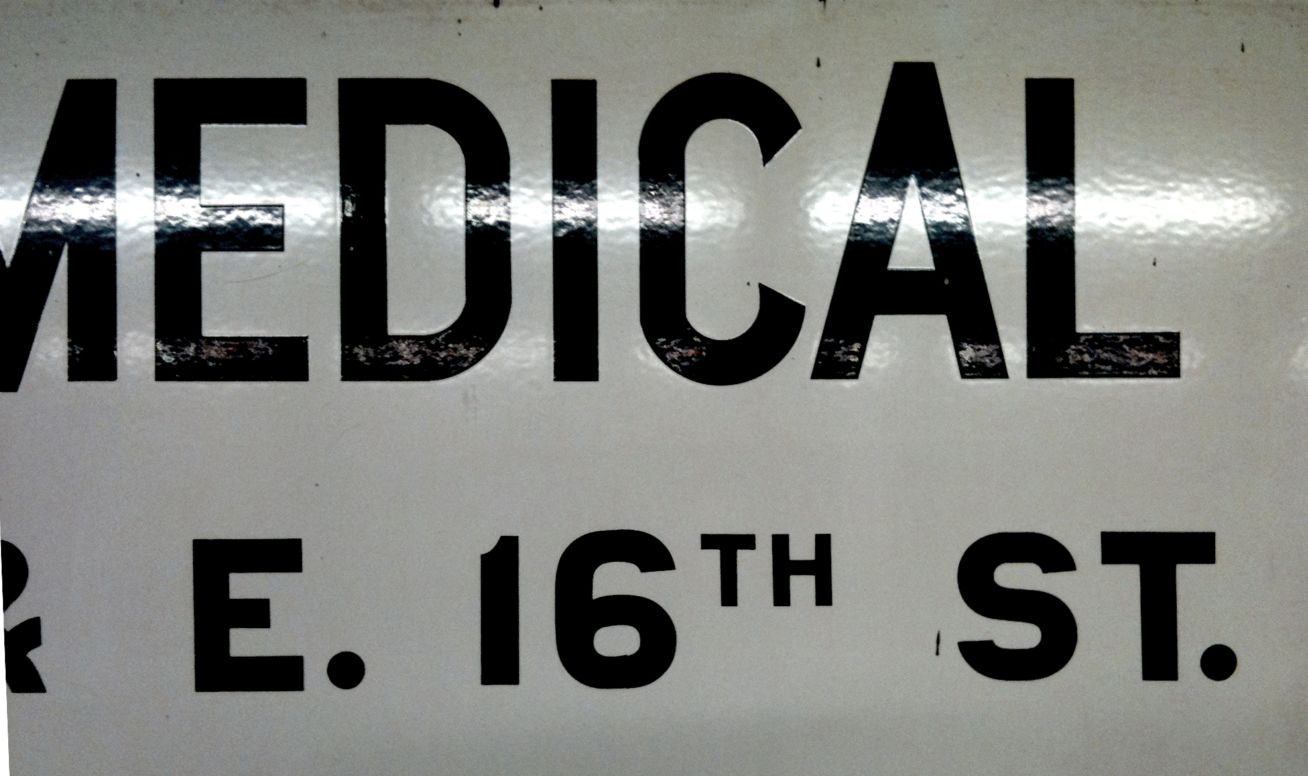 MEDICAL
& E. 16TH ST.